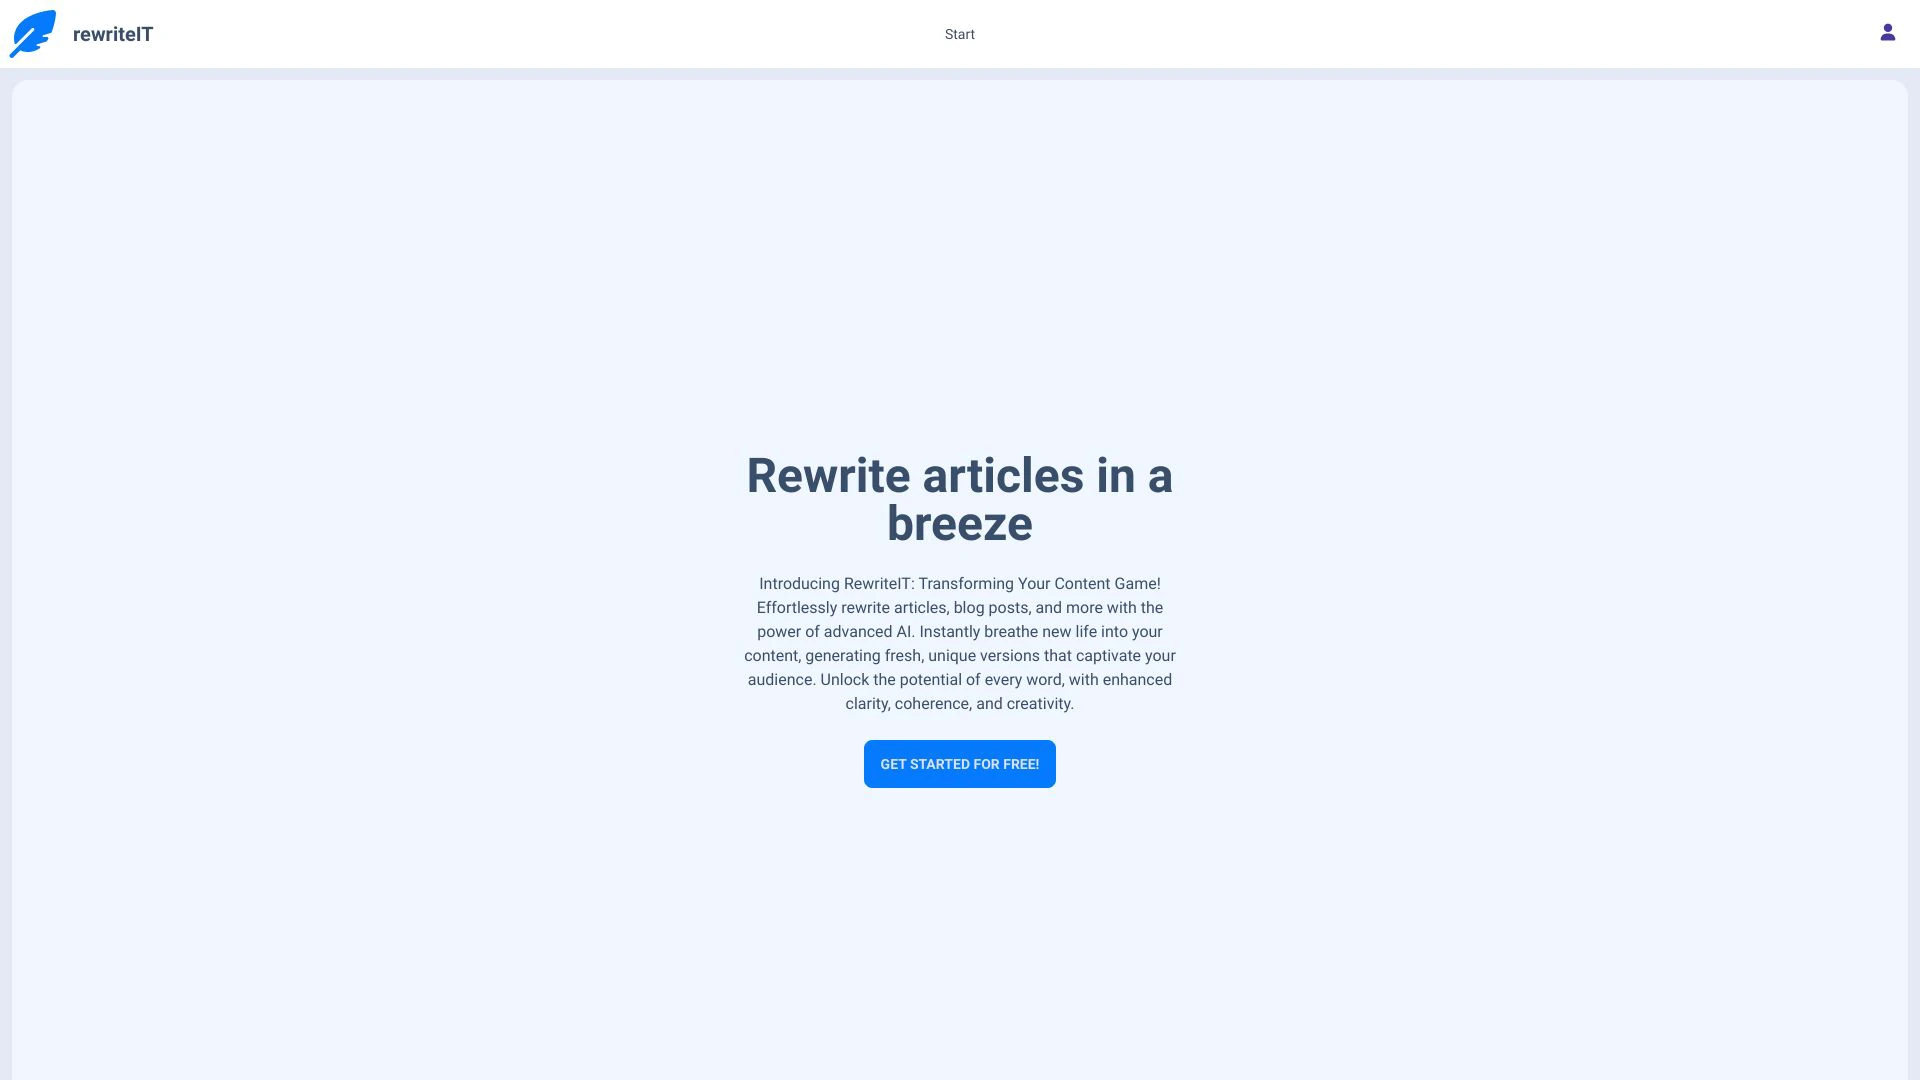 rewriteIT
Start
Rewrite articles in a
breeze
Introducing RewriteIT: Transforming Your Content Game!
Effortlessly rewrite articles, blog posts, and more with the
power of advanced AI. Instantly breathe new life into your
content, generating fresh, unique versions that captivate your
audience. Unlock the potential of every word, with enhanced
clarity, coherence, and creativity.
GET STARTED FOR FREE!